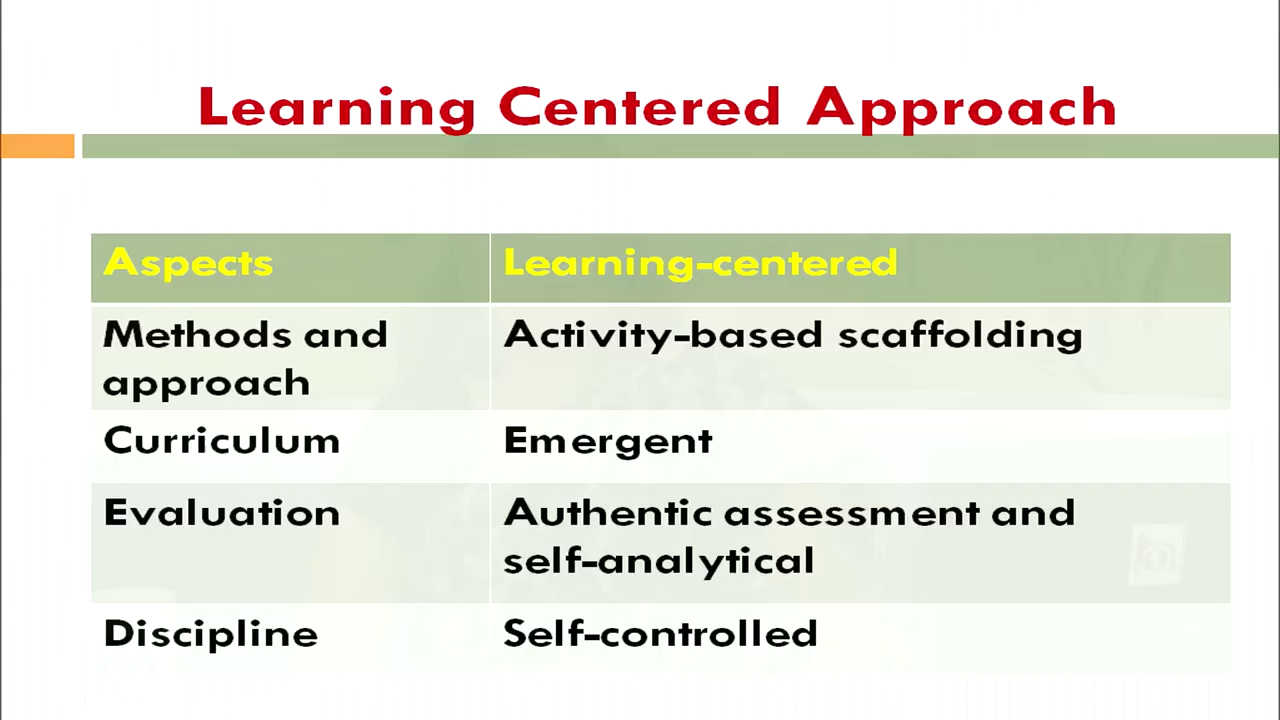 Learning Centered Approach
Aspects
Learning-centered
Methods and
approach
Activity-based scaffolding
Curriculum
Emergent
Evaluation
Authentic assessment and
self-analytical
Discipline
Self-controlled